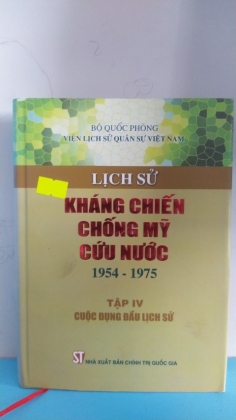 BỘ QUỐC PHÒNG
VIỆN LỊCH SỬ QUÂN SỰ VIỆT NAM
LỊCH SỬ
KHÁNG CHIẾN
CHỐNG MỸ
CỨU NƯỚC
1954 - 1975
TẬP IV
CUỘC ĐỤNG ĐẦU LỊCH SỬ
ST NHÀ XUẤT BẢN CHÍNH TRỊ QUỐC GIA